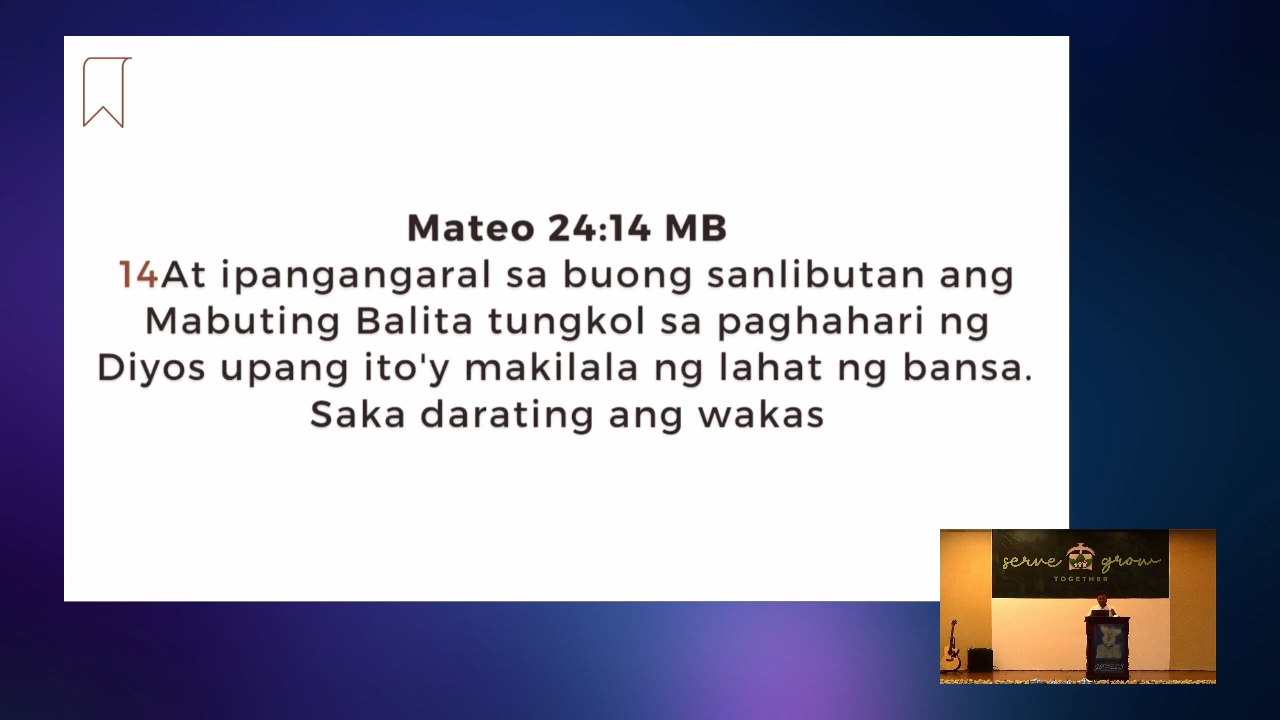 Mateo 24:14 MB
14At ipangangaral sa buong sanlibutan ang
Mabuting Balita tungkol sa paghahari ng
Diyos upang ito'y makilala ng lahat ng bansa.
Saka darating ang wakas
serve grow
TOGETHER